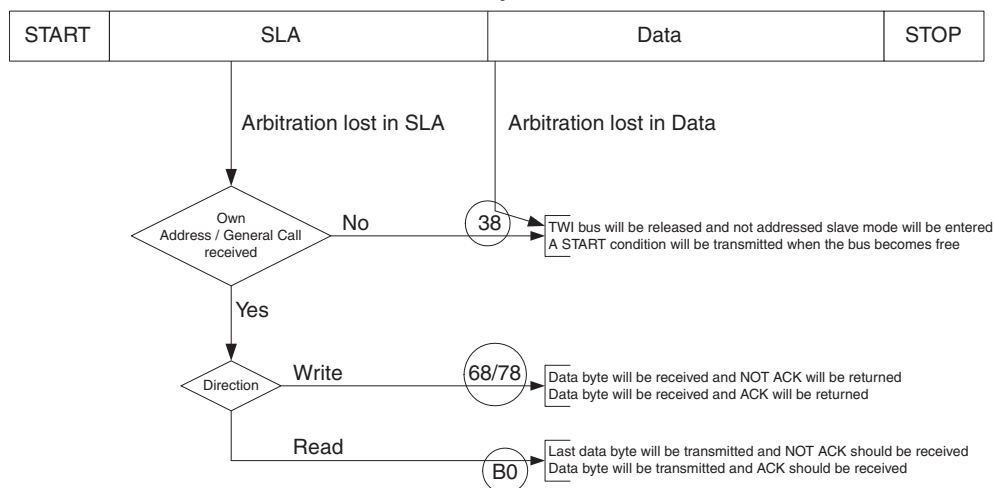 START SLA Data STOP
Arbitration lost in SLA Arbitration lost in Data
Own
Address / General Call
received
No 38
TWI bus will be released and not addressed slave mode will be entered
A START condition will be transmitted when the bus becomes free
Yes
Direction
Write 68/78
Data byte will be received and NOT ACK will be returned
Data byte will be received and ACK will be returned
Read B0
Last data byte will be transmitted and NOT ACK should be received
Data byte will be transmitted and ACK should be received